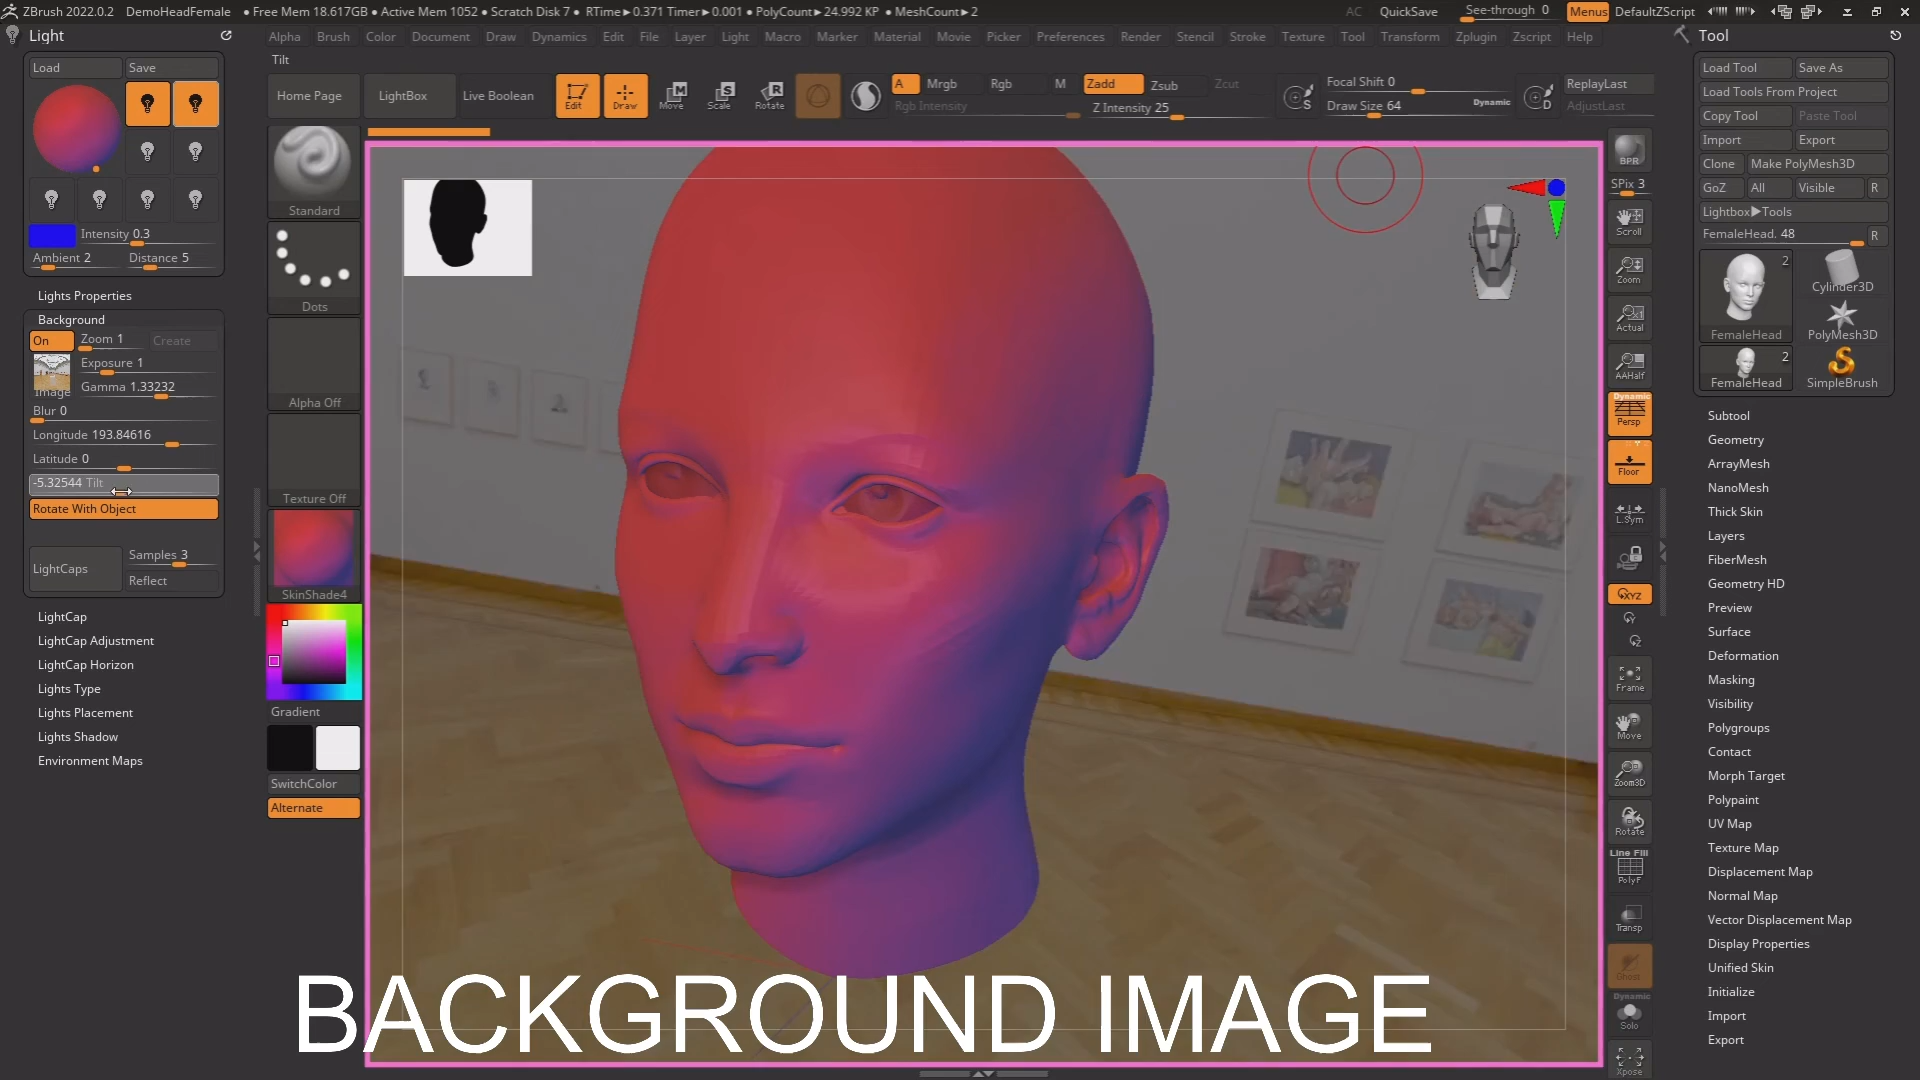 ZBrush 2022.0.2 DemoHeadFemale • Free Mem 18.617GB • Active Mem 1052 • Scratch Disk 7 • RTime▶0.371 Timer▶0.001 • PolyCount▶24.992 KP • MeshCount▶2 AC QuickSave See-through 0 Menus DefaultZScript
Light
Alpha Brush Color Document Draw Dynamics Edit File Layer Light Macro Marker Material Movie Picker Preferences Render Stencil Stroke Texture Tool Transform Zplugin Zscript Help
Tool
Tilt
Load Save
Intensity 0.3
Ambient 2 Distance 5
Lights Properties
Background
On Zoom 1 Create
Exposure 1
Image
Gamma 1.33232
Blur 0
Longitude 193.84616
Latitude 0
-5.32544 Tilt
Rotate With Object
LightCaps Samples 3
Reflect
LightCap
LightCap Adjustment
LightCap Horizon
Lights Type
Lights Placement
Lights Shadow
Environment Maps
Home Page LightBox Live Boolean Edit Draw Move Scale Rotate
A Mrgb Rgb M Zadd Zsub Zcut
Rgb Intensity Z Intensity 25
S Focal Shift 0
Draw Size 64 Dynamic
D ReplayLast
AdjustLast
Standard
Dots
Alpha Off
Texture Off
SkinShade4
Gradient
SwitchColor
Alternate
BPR
SPix 3
Scroll
Zoom
Actual
AAHalf
Dynamic
Persp
Floor
L.Sym
XYZ
Frame
Move
Zoom3D
Rotate
Line Fill
PolyF
Transp
Ghost
Dynamic
Solo
Xpose
Load Tool Save As
Load Tools From Project
Copy Tool Paste Tool
Import Export
Clone Make PolyMesh3D
GoZ All Visible R
Lightbox▶Tools
FemaleHead. 48 R
2
Cylinder3D
FemaleHead PolyMesh3D
2
FemaleHead SimpleBrush
Subtool
Geometry
ArrayMesh
NanoMesh
Thick Skin
Layers
FiberMesh
Geometry HD
Preview
Surface
Deformation
Masking
Visibility
Polygroups
Contact
Morph Target
Polypaint
UV Map
Texture Map
Displacement Map
Normal Map
Vector Displacement Map
Display Properties
Unified Skin
Initialize
Import
Export
BACKGROUND IMAGE